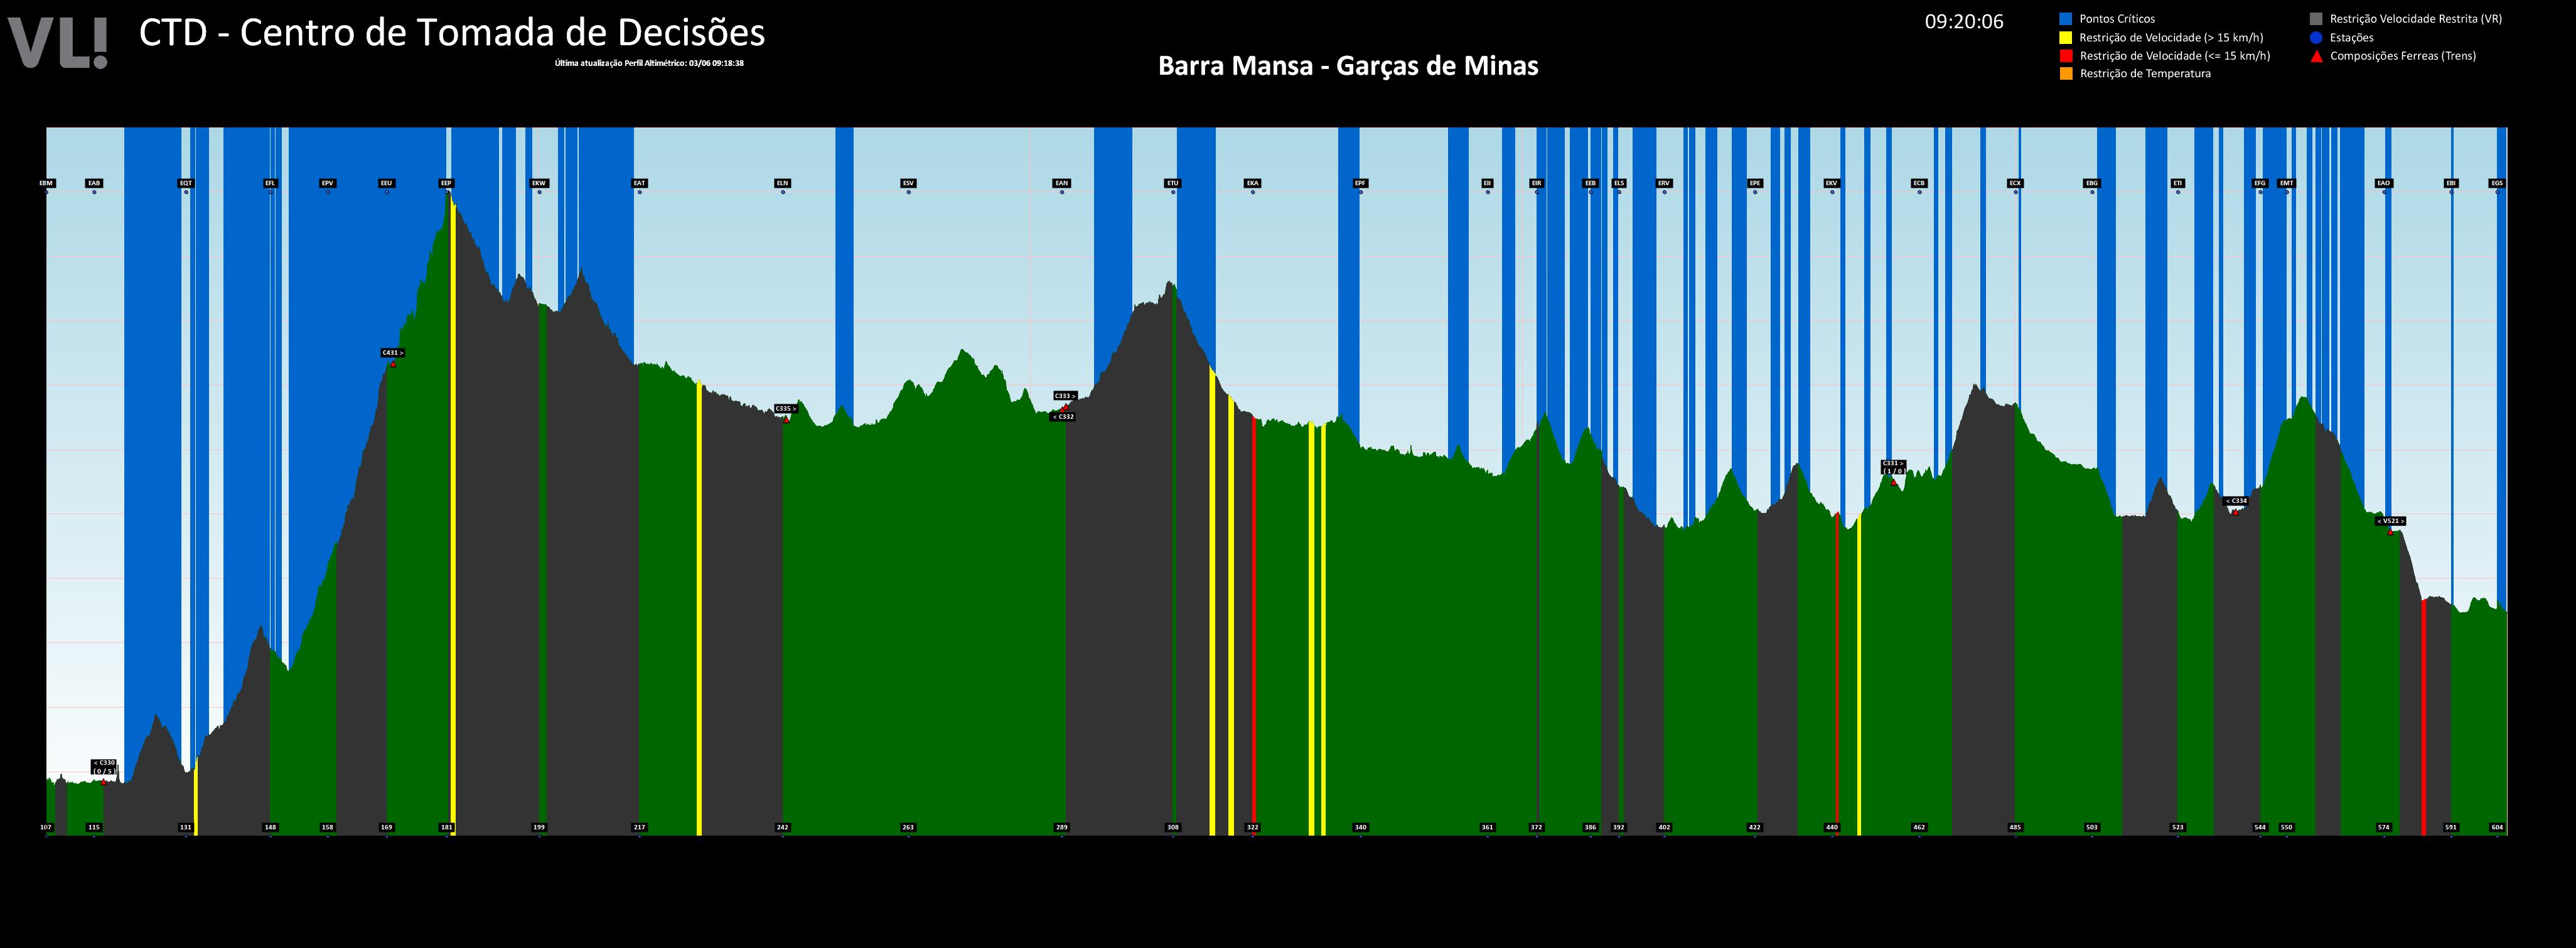 VL!
CTD - Centro de Tomada de Decisões
Última atualização Perfil Altimétrico: 03/06 09:18:38
Barra Mansa - Garças de Minas
09:20:06
Pontos Críticos
Restrição de Velocidade (> 15 km/h)
Restrição de Velocidade (<= 15 km/h)
Restrição de Temperatura
Restrição Velocidade Restrita (VR)
Estações
Composições Ferreas (Trens)
EBM EAB EQT EFL EPV EEU EEP EKW EAT ELN ESV EAN ETU EKA EPF EII EIR EEB ELS ERV EPE EKV ECB ECX EBG ETI EFG EMT EAO EBI EGS
C431 >
C333 >
C335 >
< C332
C331 >
( 1 / 0 )
< C334
< V521 >
< C330
( 0 / 5 )
107 115 131 148 158 169 181 199 217 242 263 289 308 322 340 361 372 386 392 402 422 440 462 485 503 523 544 550 574 591 604